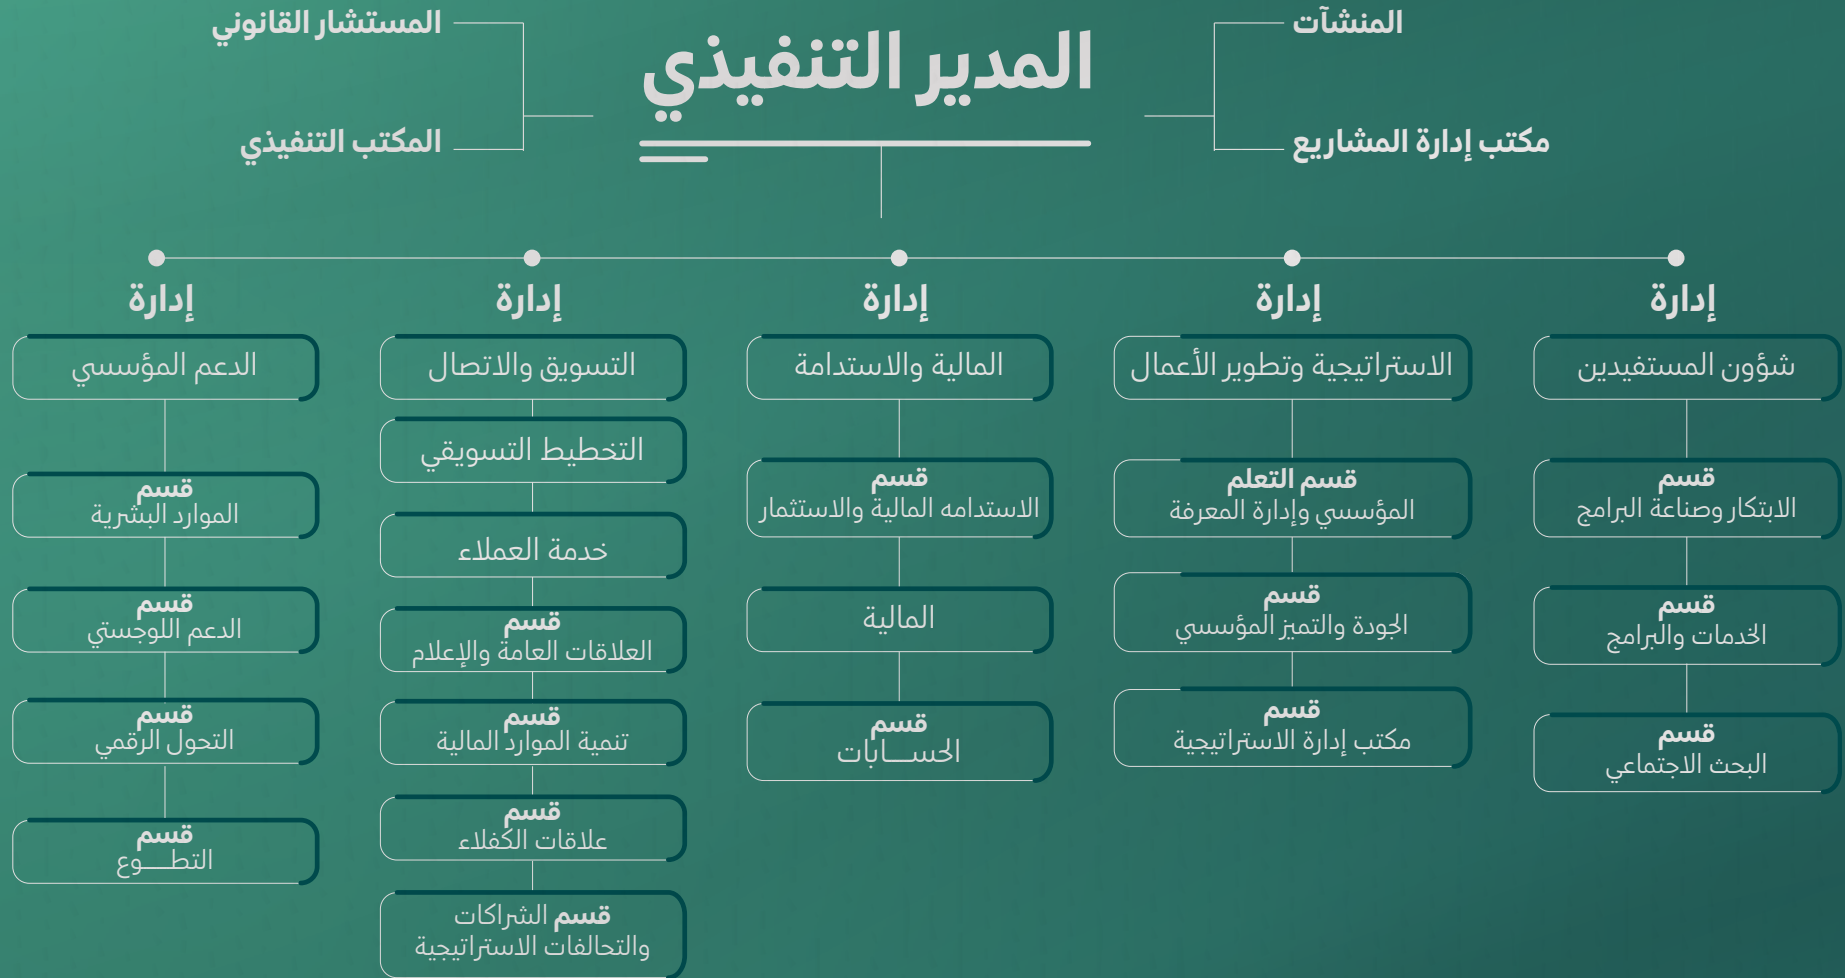 المنشآت
المدير التنفيذي
المستشار القانوني
مكتب إدارة المشاريع
المكتب التنفيذي
إدارة
شؤون المستفيدين
قسم
الابتكار وصناعة البرامج
قسم
الخدمات والبرامج
قسم
البحث الاجتماعي
إدارة
الاستراتيجية وتطوير الأعمال
قسم التعلم
المؤسسي وإدارة المعرفة
قسم
الجودة والتميز المؤسسي
قسم
مكتب إدارة الاستراتيجية
إدارة
المالية والاستدامة
قسم
الاستدامه المالية والاستثمار
المالية
قسم
الحســـابات
إدارة
التسويق والاتصال
التخطيط التسويقي
خدمة العملاء
قسم
العلاقات العامة والإعلام
قسم
تنمية الموارد المالية
قسم
علاقات الكفلاء
قسم الشراكات
والتحالفات الاستراتيجية
إدارة
الدعم المؤسسي
قسم
الموارد البشرية
قسم
الدعم اللوجستي
قسم
التحول الرقمي
قسم
التطـــوع